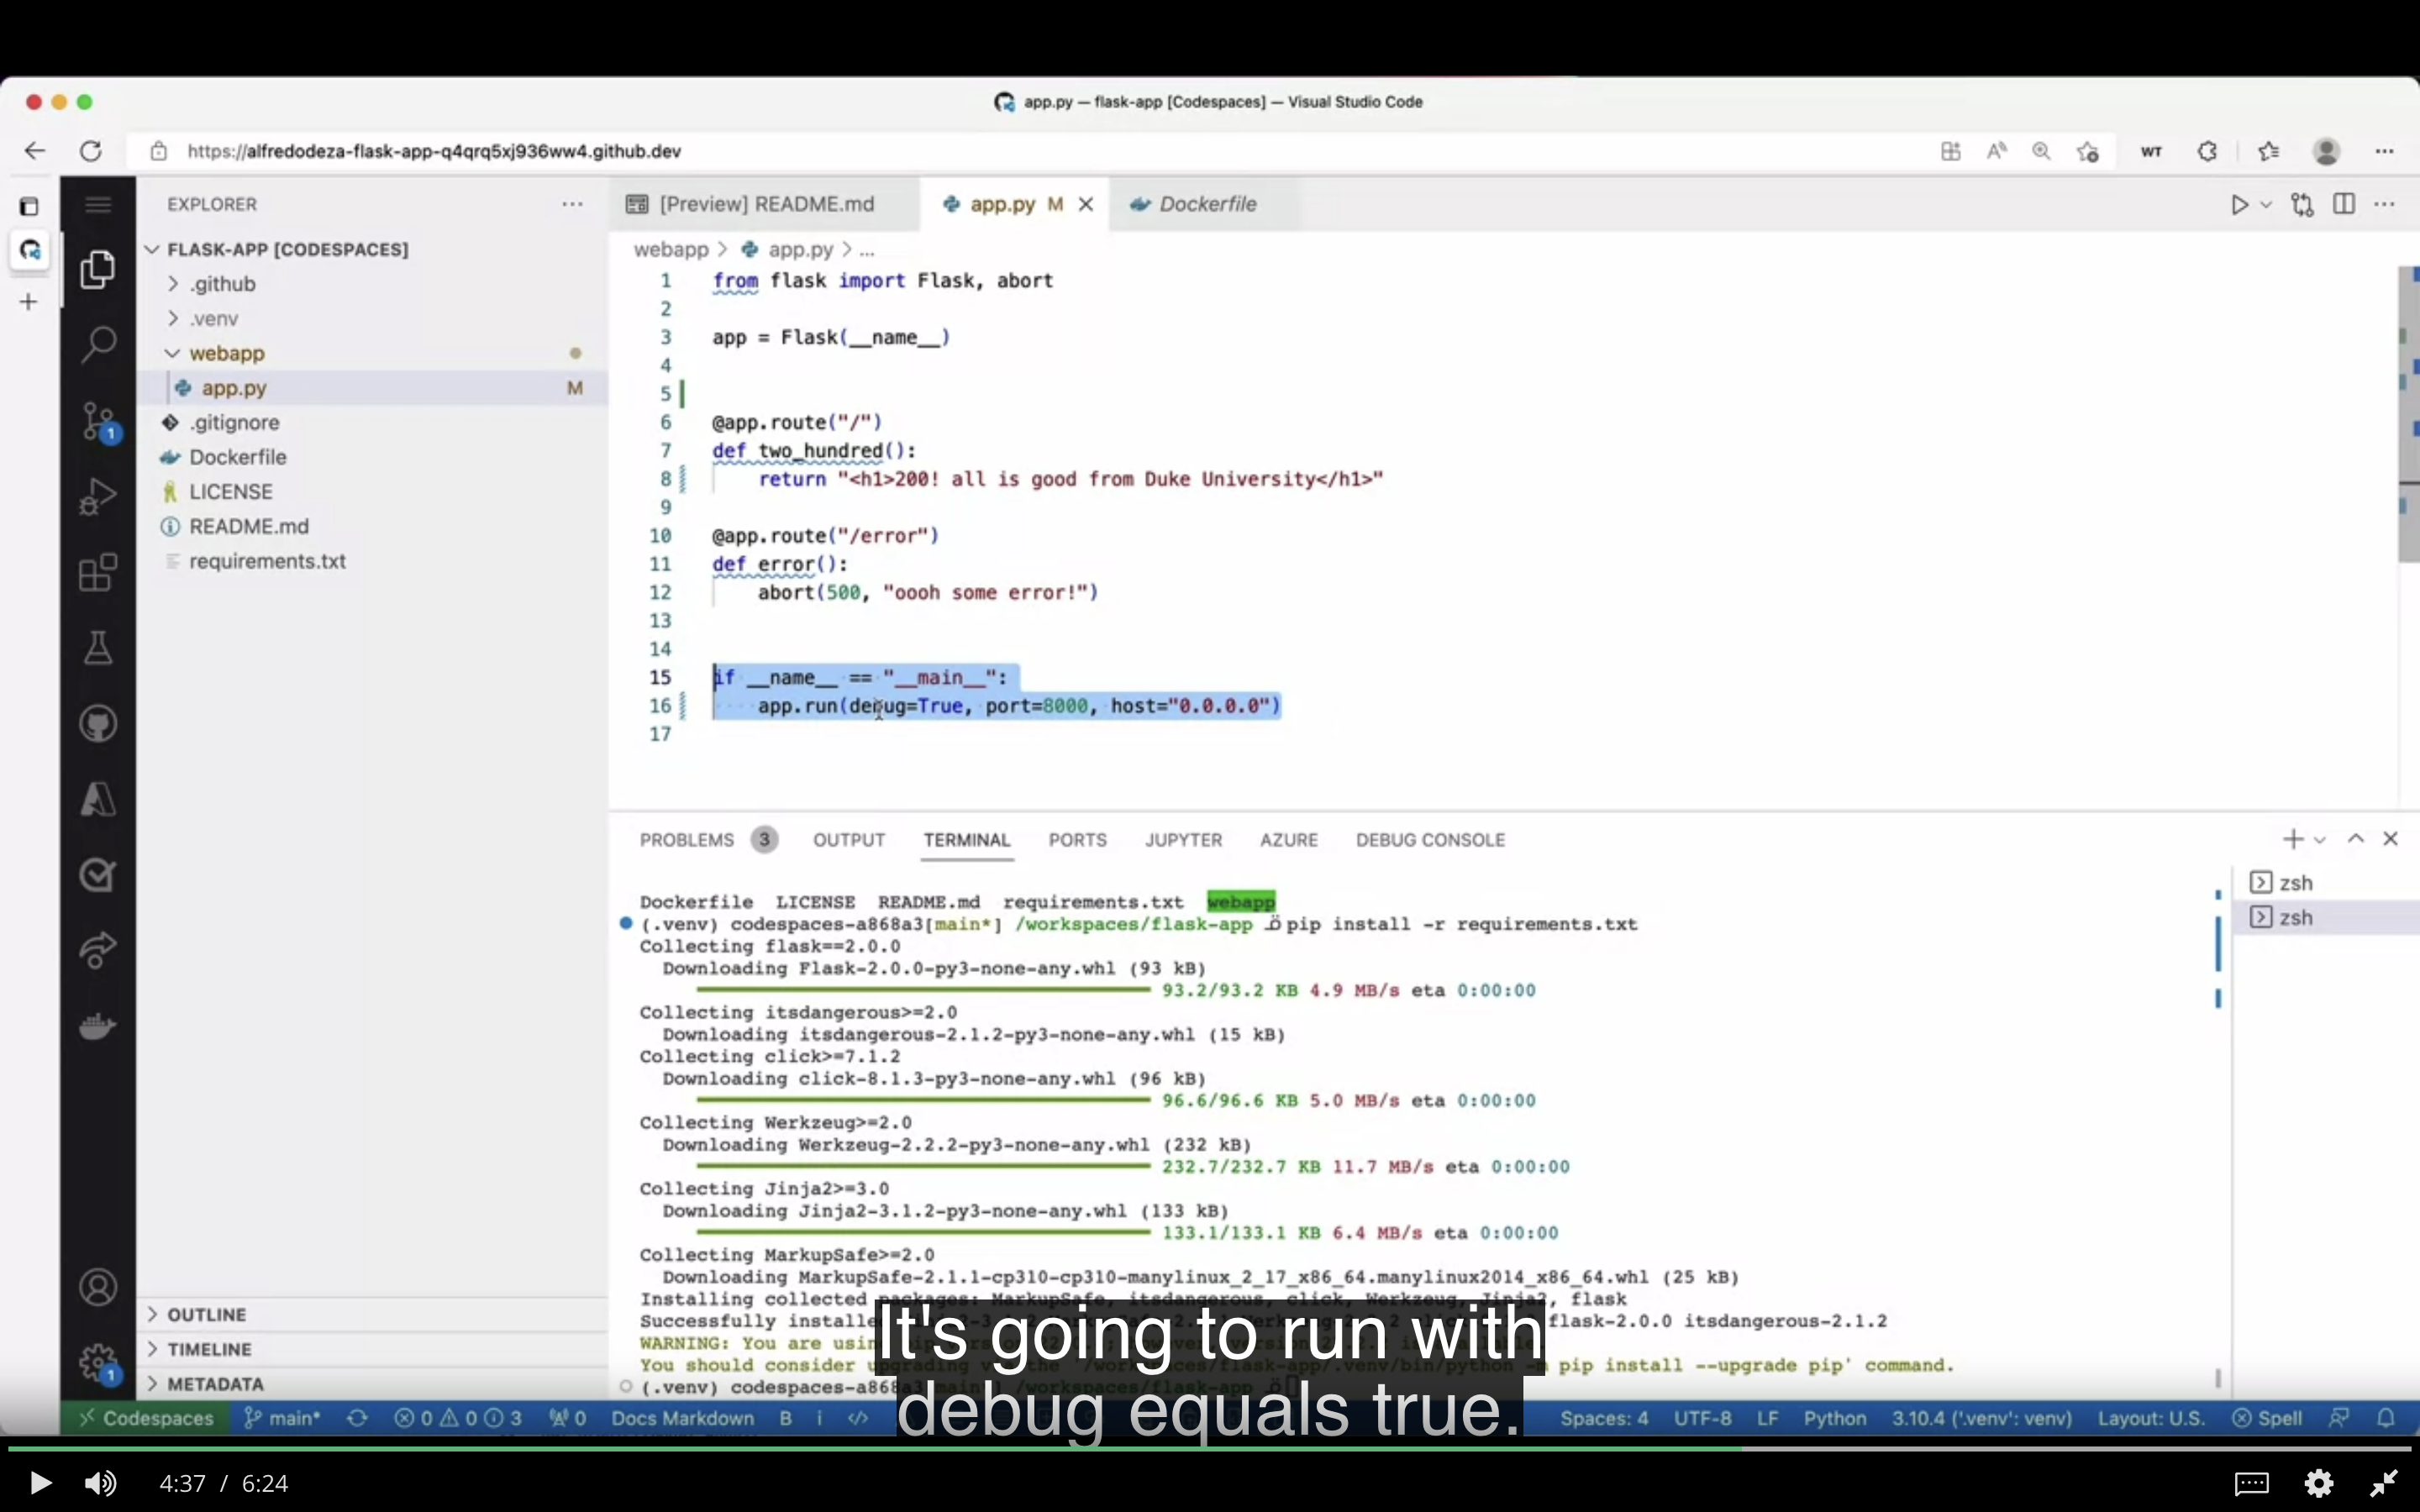 app.py — flask-app [Codespaces] — Visual Studio Code
https://alfredodeza-flask-app-q4qrq5xj936ww4.github.dev
WT
EXPLORER
FLASK-APP [CODESPACES]
.github
.venv
webapp
app.py M
.gitignore
Dockerfile
LICENSE
README.md
requirements.txt
OUTLINE
TIMELINE
METADATA
1
1
[Preview] README.md
app.py M
Dockerfile
webapp > app.py > ...
1 from flask import Flask, abort
2
3 app = Flask(__name__)
4
5
6 @app.route("/")
7 def two_hundred():
8 return "<h1>200! all is good from Duke University</h1>"
9
10 @app.route("/error")
11 def error():
12 abort(500, "oooh some error!")
13
14
15 if __name__ == "__main__":
16 app.run(debug=True, port=8000, host="0.0.0.0")
17
PROBLEMS 3 OUTPUT TERMINAL PORTS JUPYTER AZURE DEBUG CONSOLE
zsh
zsh
Dockerfile LICENSE README.md requirements.txt webapp
(.venv) codespaces-a868a3[main*] /workspaces/flask-app pip install -r requirements.txt
Collecting flask==2.0.0
Downloading Flask-2.0.0-py3-none-any.whl (93 kB)
93.2/93.2 KB 4.9 MB/s eta 0:00:00
Collecting itsdangerous>=2.0
Downloading itsdangerous-2.1.2-py3-none-any.whl (15 kB)
Collecting click>=7.1.2
Downloading click-8.1.3-py3-none-any.whl (96 kB)
96.6/96.6 KB 5.0 MB/s eta 0:00:00
Collecting Werkzeug>=2.0
Downloading Werkzeug-2.2.2-py3-none-any.whl (232 kB)
232.7/232.7 KB 11.7 MB/s eta 0:00:00
Collecting Jinja2>=3.0
Downloading Jinja2-3.1.2-py3-none-any.whl (133 kB)
133.1/133.1 KB 6.4 MB/s eta 0:00:00
Collecting MarkupSafe>=2.0
Downloading MarkupSafe-2.1.1-cp310-cp310-manylinux_2_17_x86_64.manylinux2014_x86_64.whl (25 kB)
Installing collected packages: MarkupSafe, itsdangerous, click, Werkzeug, Jinja2, flask
Successfully flask-2.0.0 itsdangerous-2.1.2
WARNING: You are
You should consider upgrading via the '/workspaces/flask-app/.venv/bin/python -m pip install --upgrade pip' command.
(.venv) codespaces-a868a3[main*] /workspaces/flask-app
It's going to run with
debug equals true.
Codespaces main* 0 0 3 0 Docs Markdown B i </> Spaces: 4 UTF-8 LF Python 3.10.4 ('.venv': venv) Layout: U.S. Spell
4:37 / 6:24